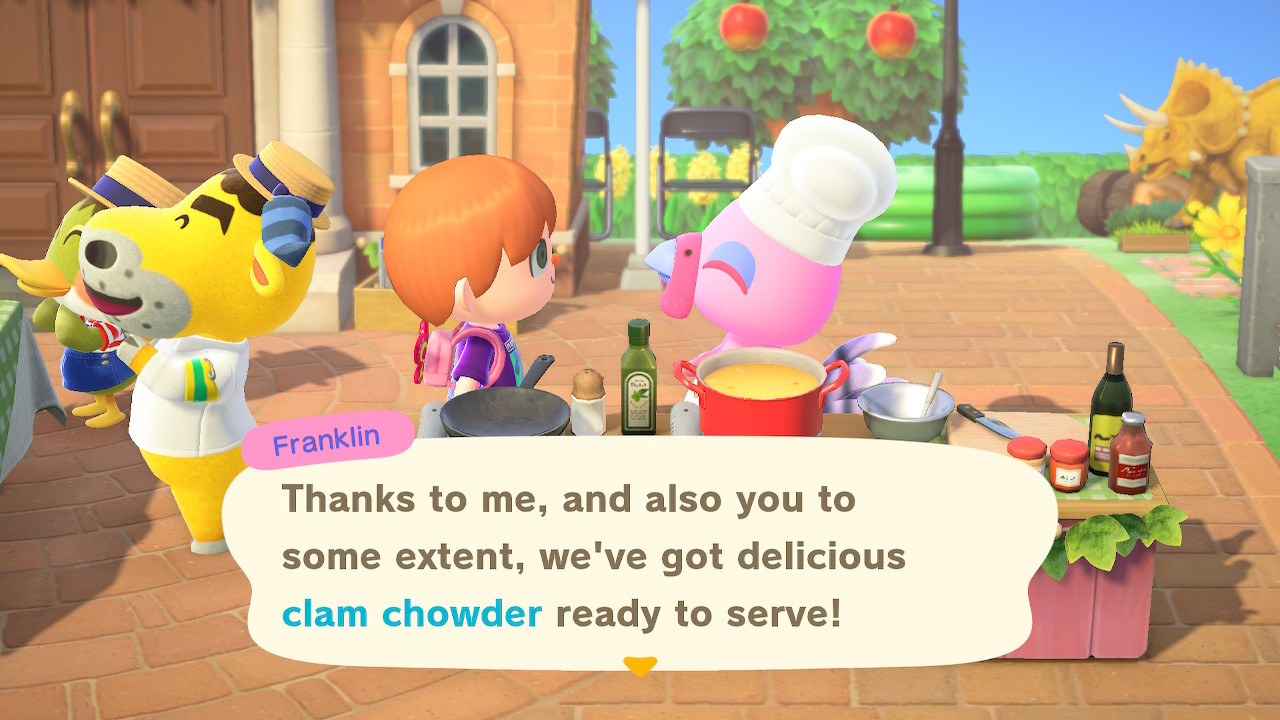 Franklin
Thanks to me, and also you to
some extent, we've got delicious
clam chowder ready to serve!